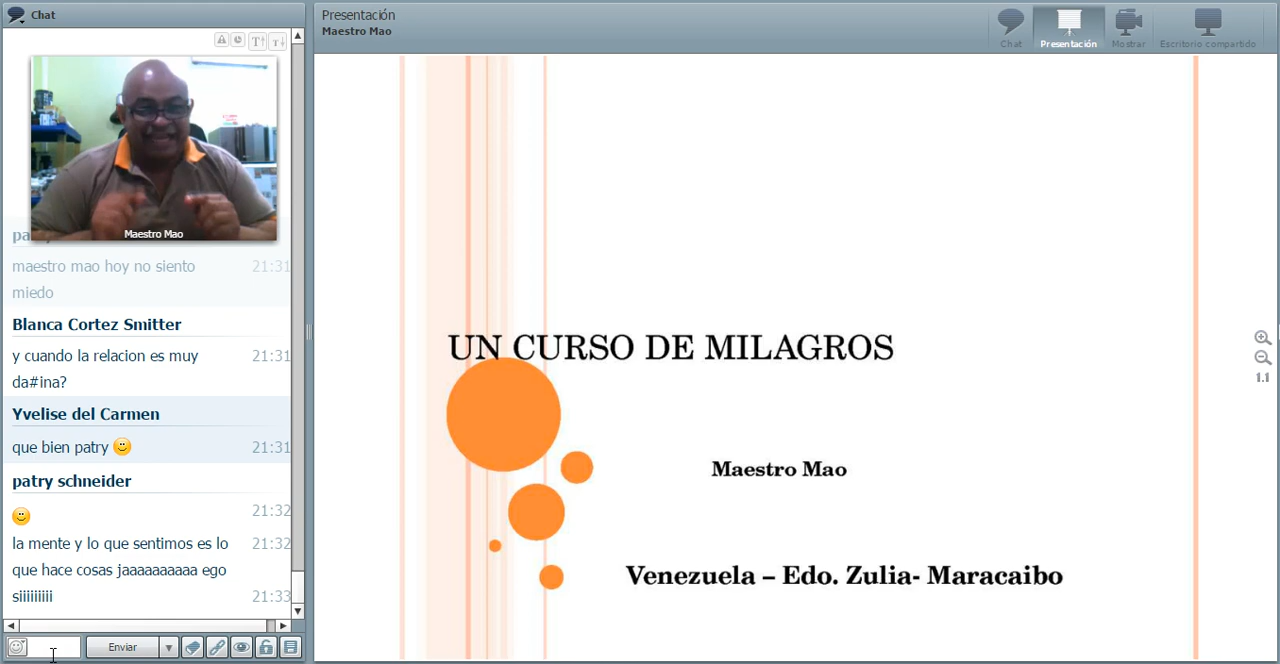 Chat
Maestro Mao
maestro mao hoy no siento
21:31
miedo
Blanca Cortez Smitter
y cuando la relacion es muy
21:31
da#ina?
Yvelise del Carmen
que bien patry
21:31
patry schneider
21:32
la mente y lo que sentimos es lo
21:32
que hace cosas jaaaaaaaaaa ego
siiiiiiiii
21:33
Enviar
Presentación
Maestro Mao
Chat
Presentación
Mostrar
Escritorio compartido
UN CURSO DE MILAGROS
Maestro Mao
Venezuela – Edo. Zulia- Maracaibo
1.1